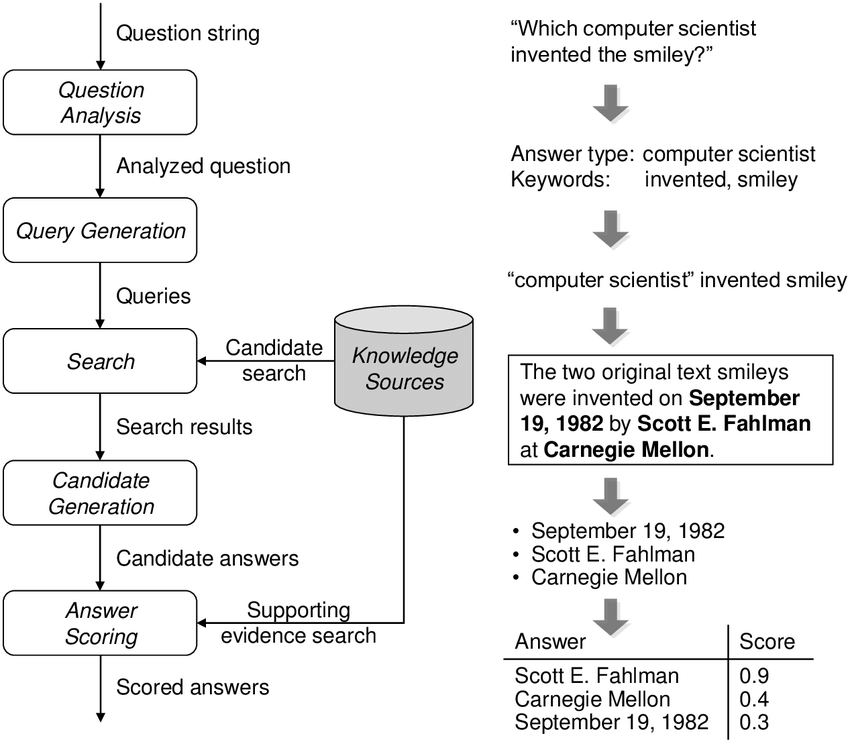 Question string
Question
Analysis
Analyzed question
Query Generation
Queries
Search
Candidate
search
Knowledge
Sources
Search results
Candidate
Generation
Candidate answers
Answer
Scoring
Supporting
evidence search
Scored answers
“Which computer scientist
invented the smiley?”
Answer type: computer scientist
Keywords: invented, smiley
“computer scientist” invented smiley
The two original text smileys
were invented on September
19, 1982 by Scott E. Fahlman
at Carnegie Mellon.
• September 19, 1982
• Scott E. Fahlman
• Carnegie Mellon
Answer Score
Scott E. Fahlman 0.9
Carnegie Mellon 0.4
September 19, 1982 0.3